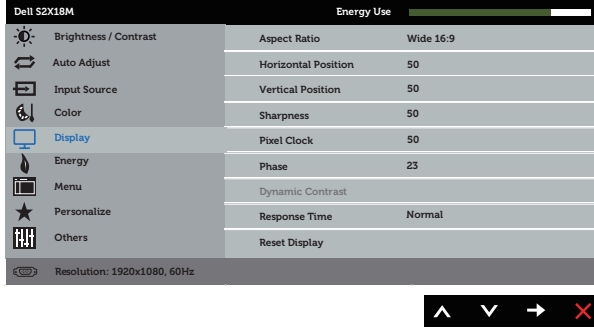 Dell S2X18M Energy Use
Brightness / Contrast Aspect Ratio Wide 16:9
Auto Adjust Horizontal Position 50
Input Source Vertical Position 50
Color Sharpness 50
Display Pixel Clock 50
Energy Phase 23
Menu Dynamic Contrast
Personalize Response Time Normal
Others Reset Display
Resolution: 1920x1080, 60Hz